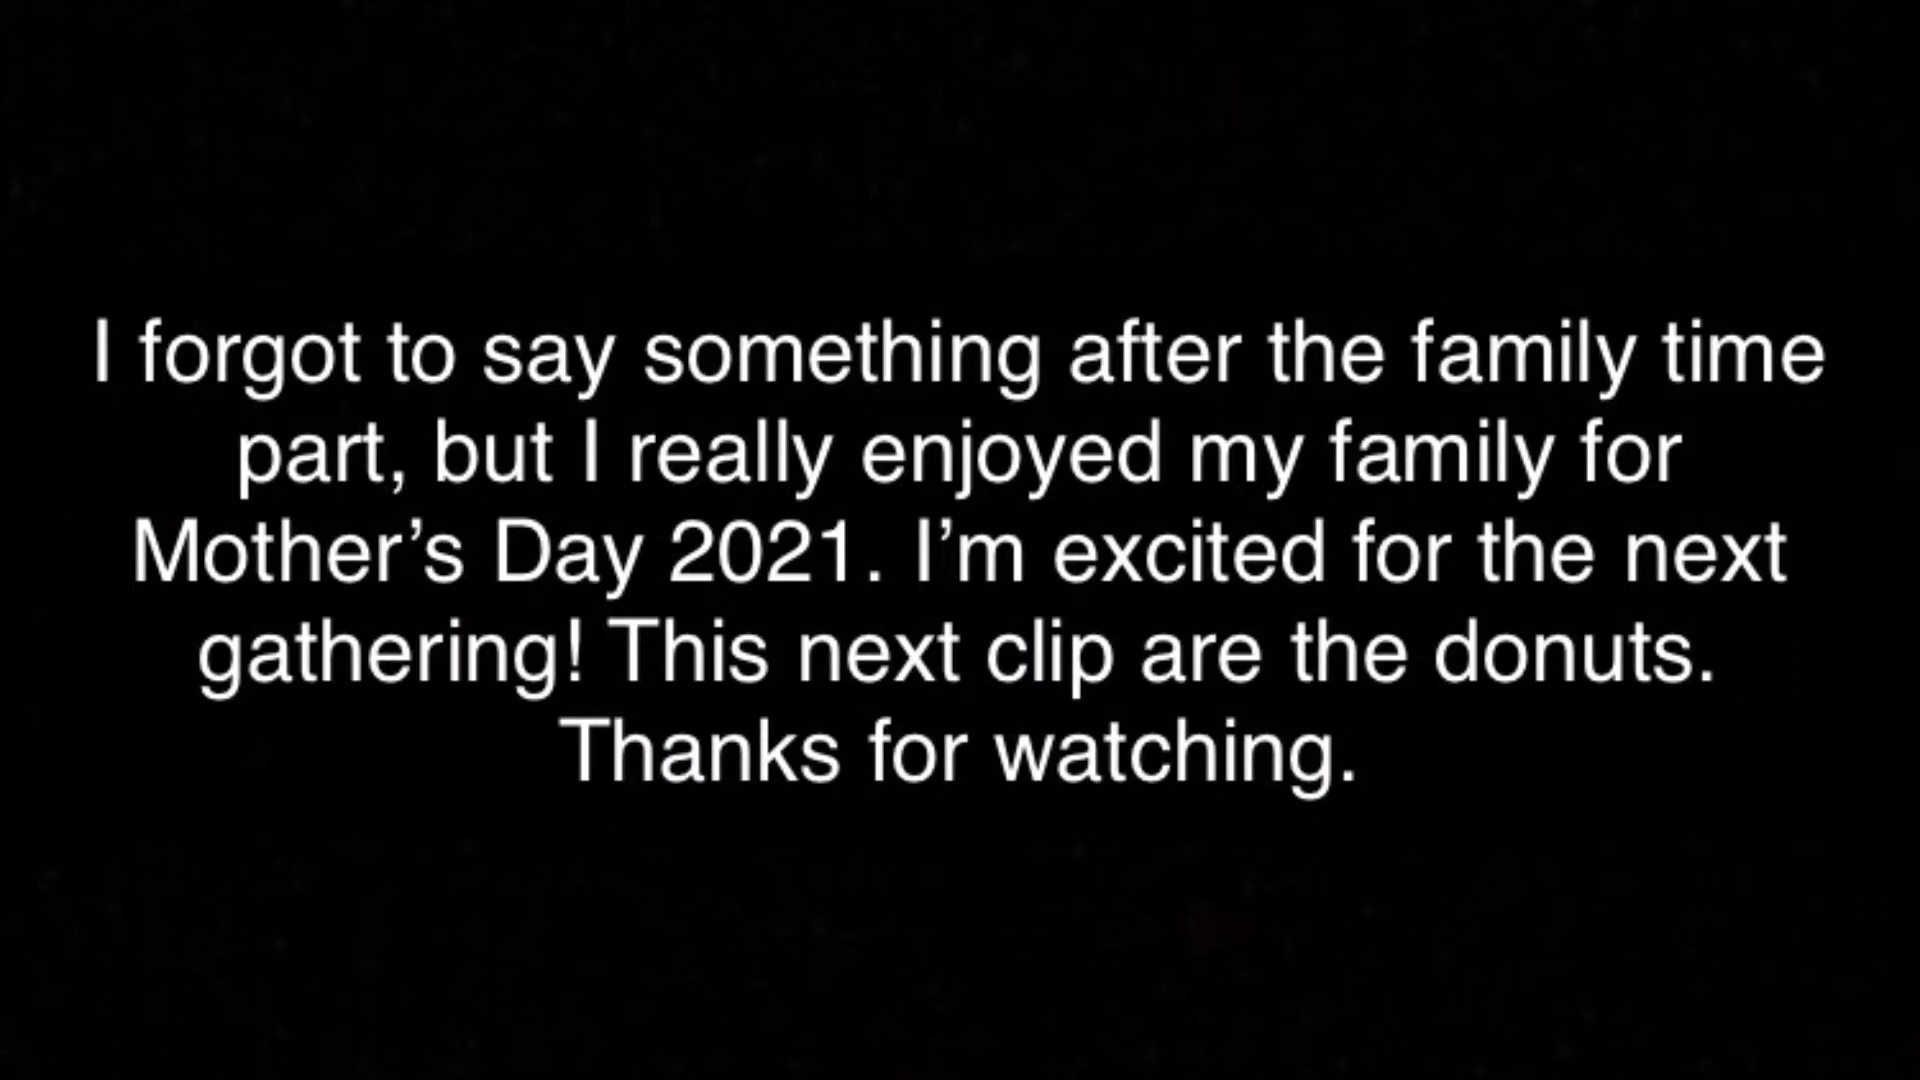 I forgot to say something after the family time
part, but I really enjoyed my family for
Mother’s Day 2021. I’m excited for the next
gathering! This next clip are the donuts.
Thanks for watching.